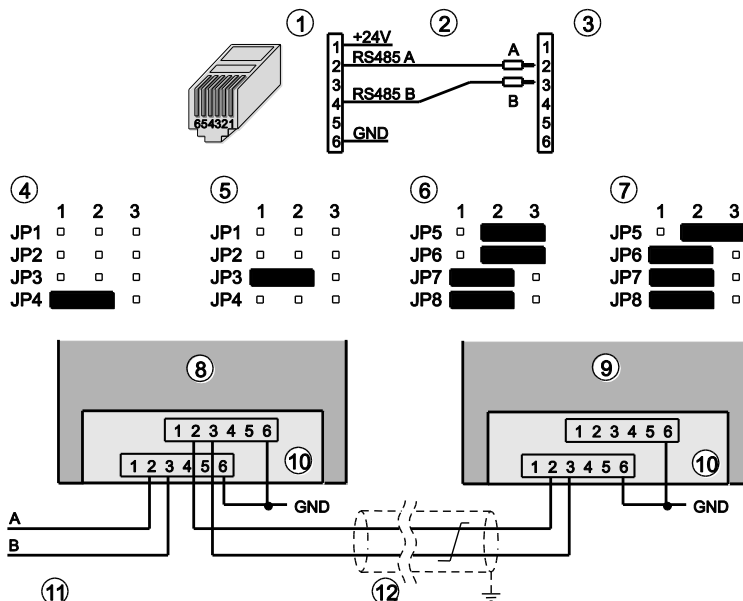 1 2 3
+24V
RS485 A
RS485 B
GND
1
2
3
4
5
6
A
B
1
2
3
4
5
6
654321
4 5 6 7
1 2 3
JP1
JP2
JP3
JP4
1 2 3
JP1
JP2
JP3
JP4
1 2 3
JP5
JP6
JP7
JP8
1 2 3
JP5
JP6
JP7
JP8
8
1 2 3 4 5 6
1 2 3 4 5 6
10
GND
9
1 2 3 4 5 6
1 2 3 4 5 6
10
GND
A
B
11
12